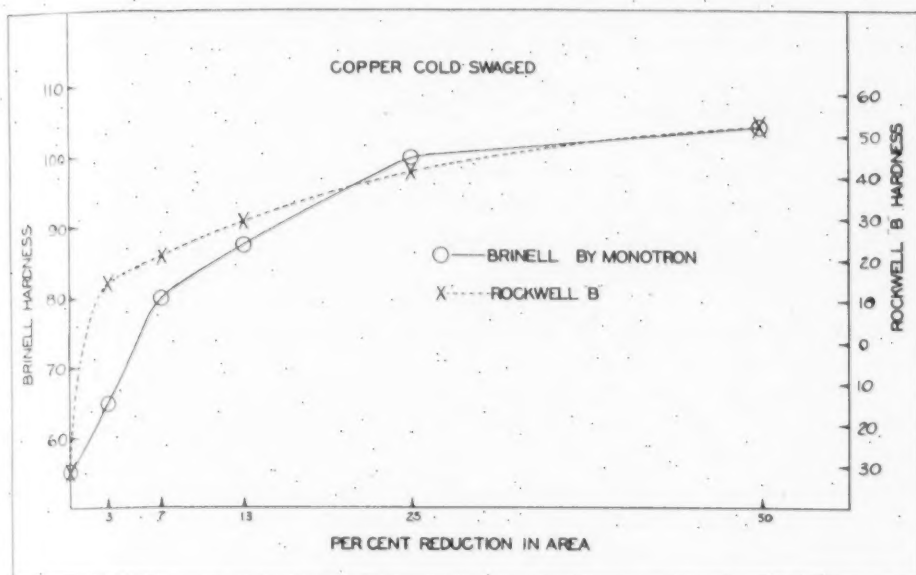 COPPER COLD SWAGED
110
100
90
80
70
60
BRINELL HARDNESS
60
50
40
30
20
10
0
10
20
30
ROCKWELL B HARDNESS
BRINELL BY MONOTRON
ROCKWELL B
3 7 13 25 50
PER CENT REDUCTION IN AREA